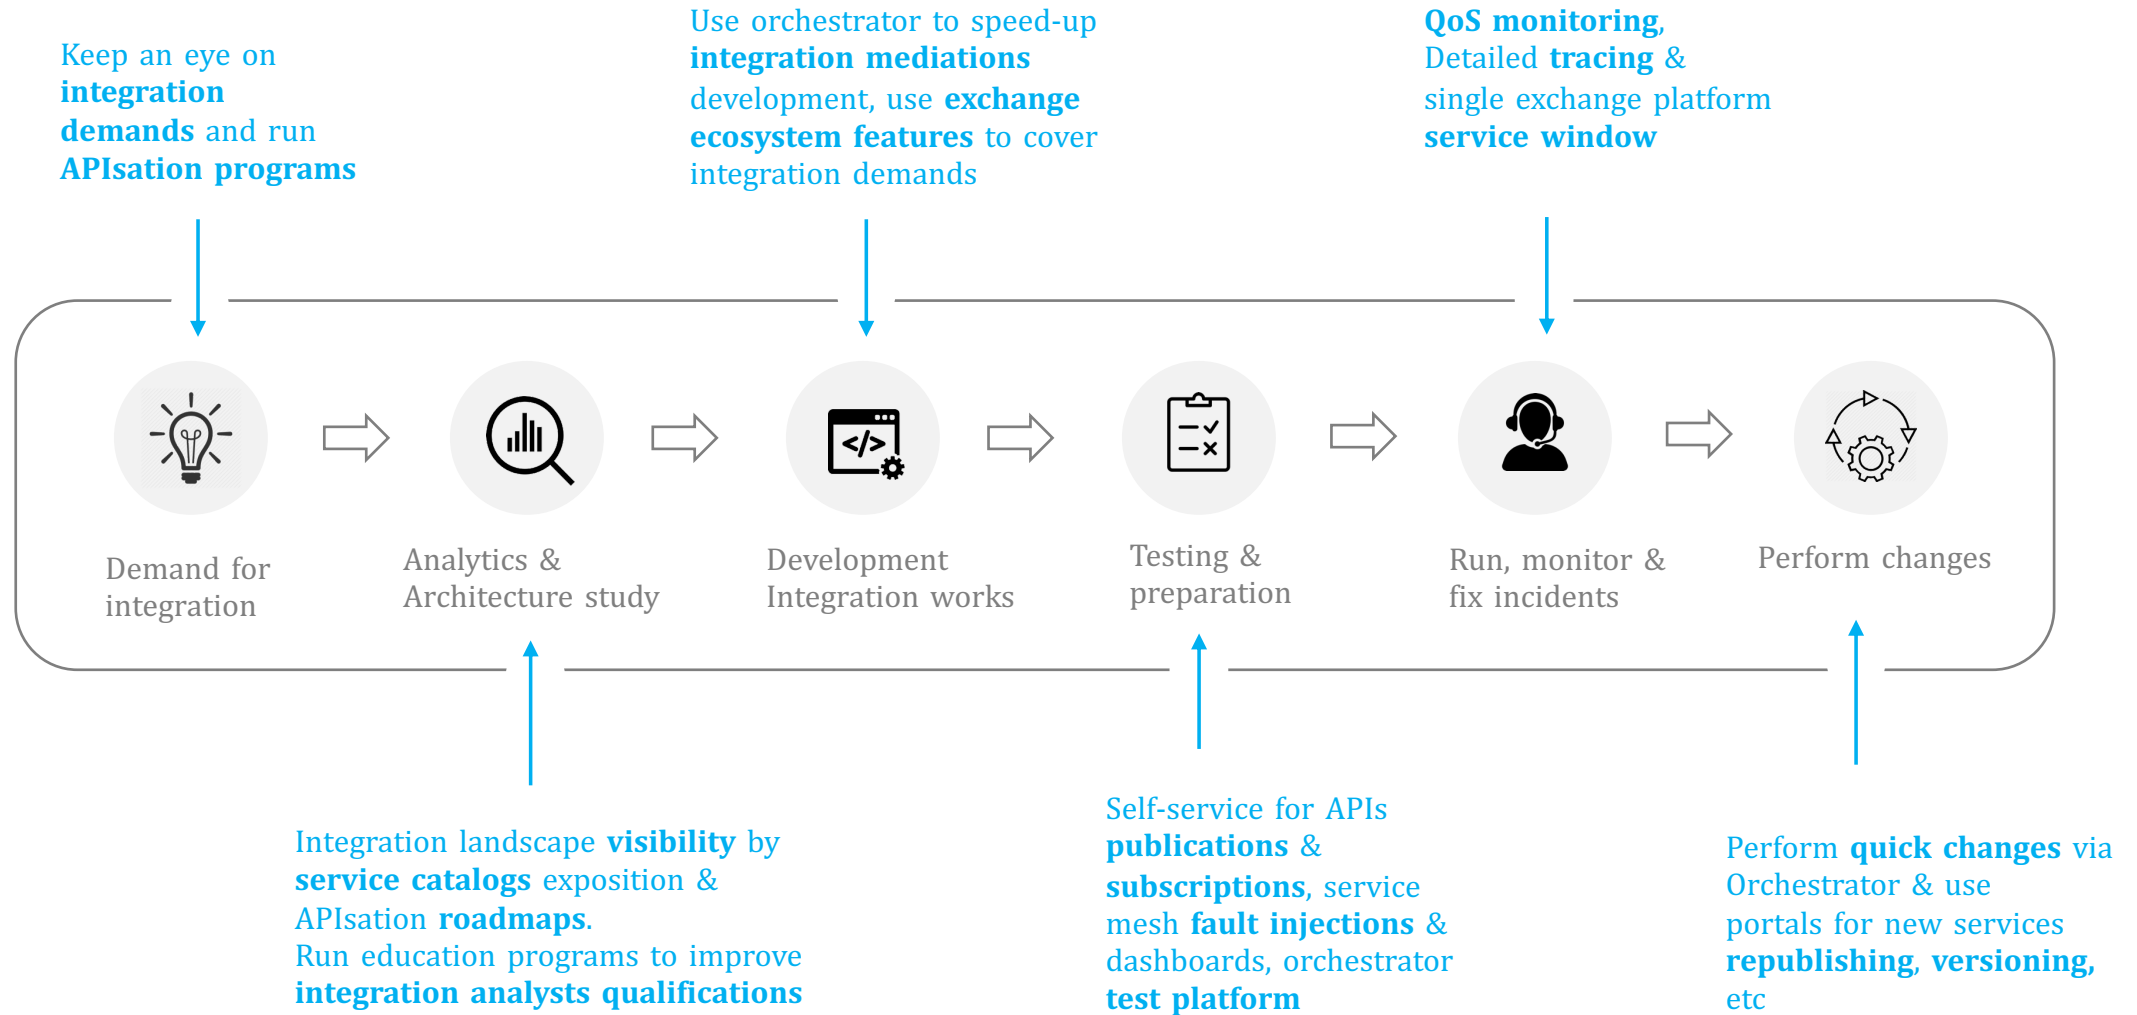 Keep an eye on
integration
demands and run
APIsation programs
Use orchestrator to speed-up
integration mediations
development, use exchange
ecosystem features to cover
integration demands
QoS monitoring,
Detailed tracing &
single exchange platform
service window
</>
Demand for
integration
Analytics &
Architecture study
Development
Integration works
Testing &
preparation
Run, monitor &
fix incidents
Perform changes
Integration landscape visibility by
service catalogs exposition &
APIsation roadmaps.
Run education programs to improve
integration analysts qualifications
Self-service for APIs
publications &
subscriptions, service
mesh fault injections &
dashboards, orchestrator
test platform
Perform quick changes via
Orchestrator & use
portals for new services
republishing, versioning,
etc